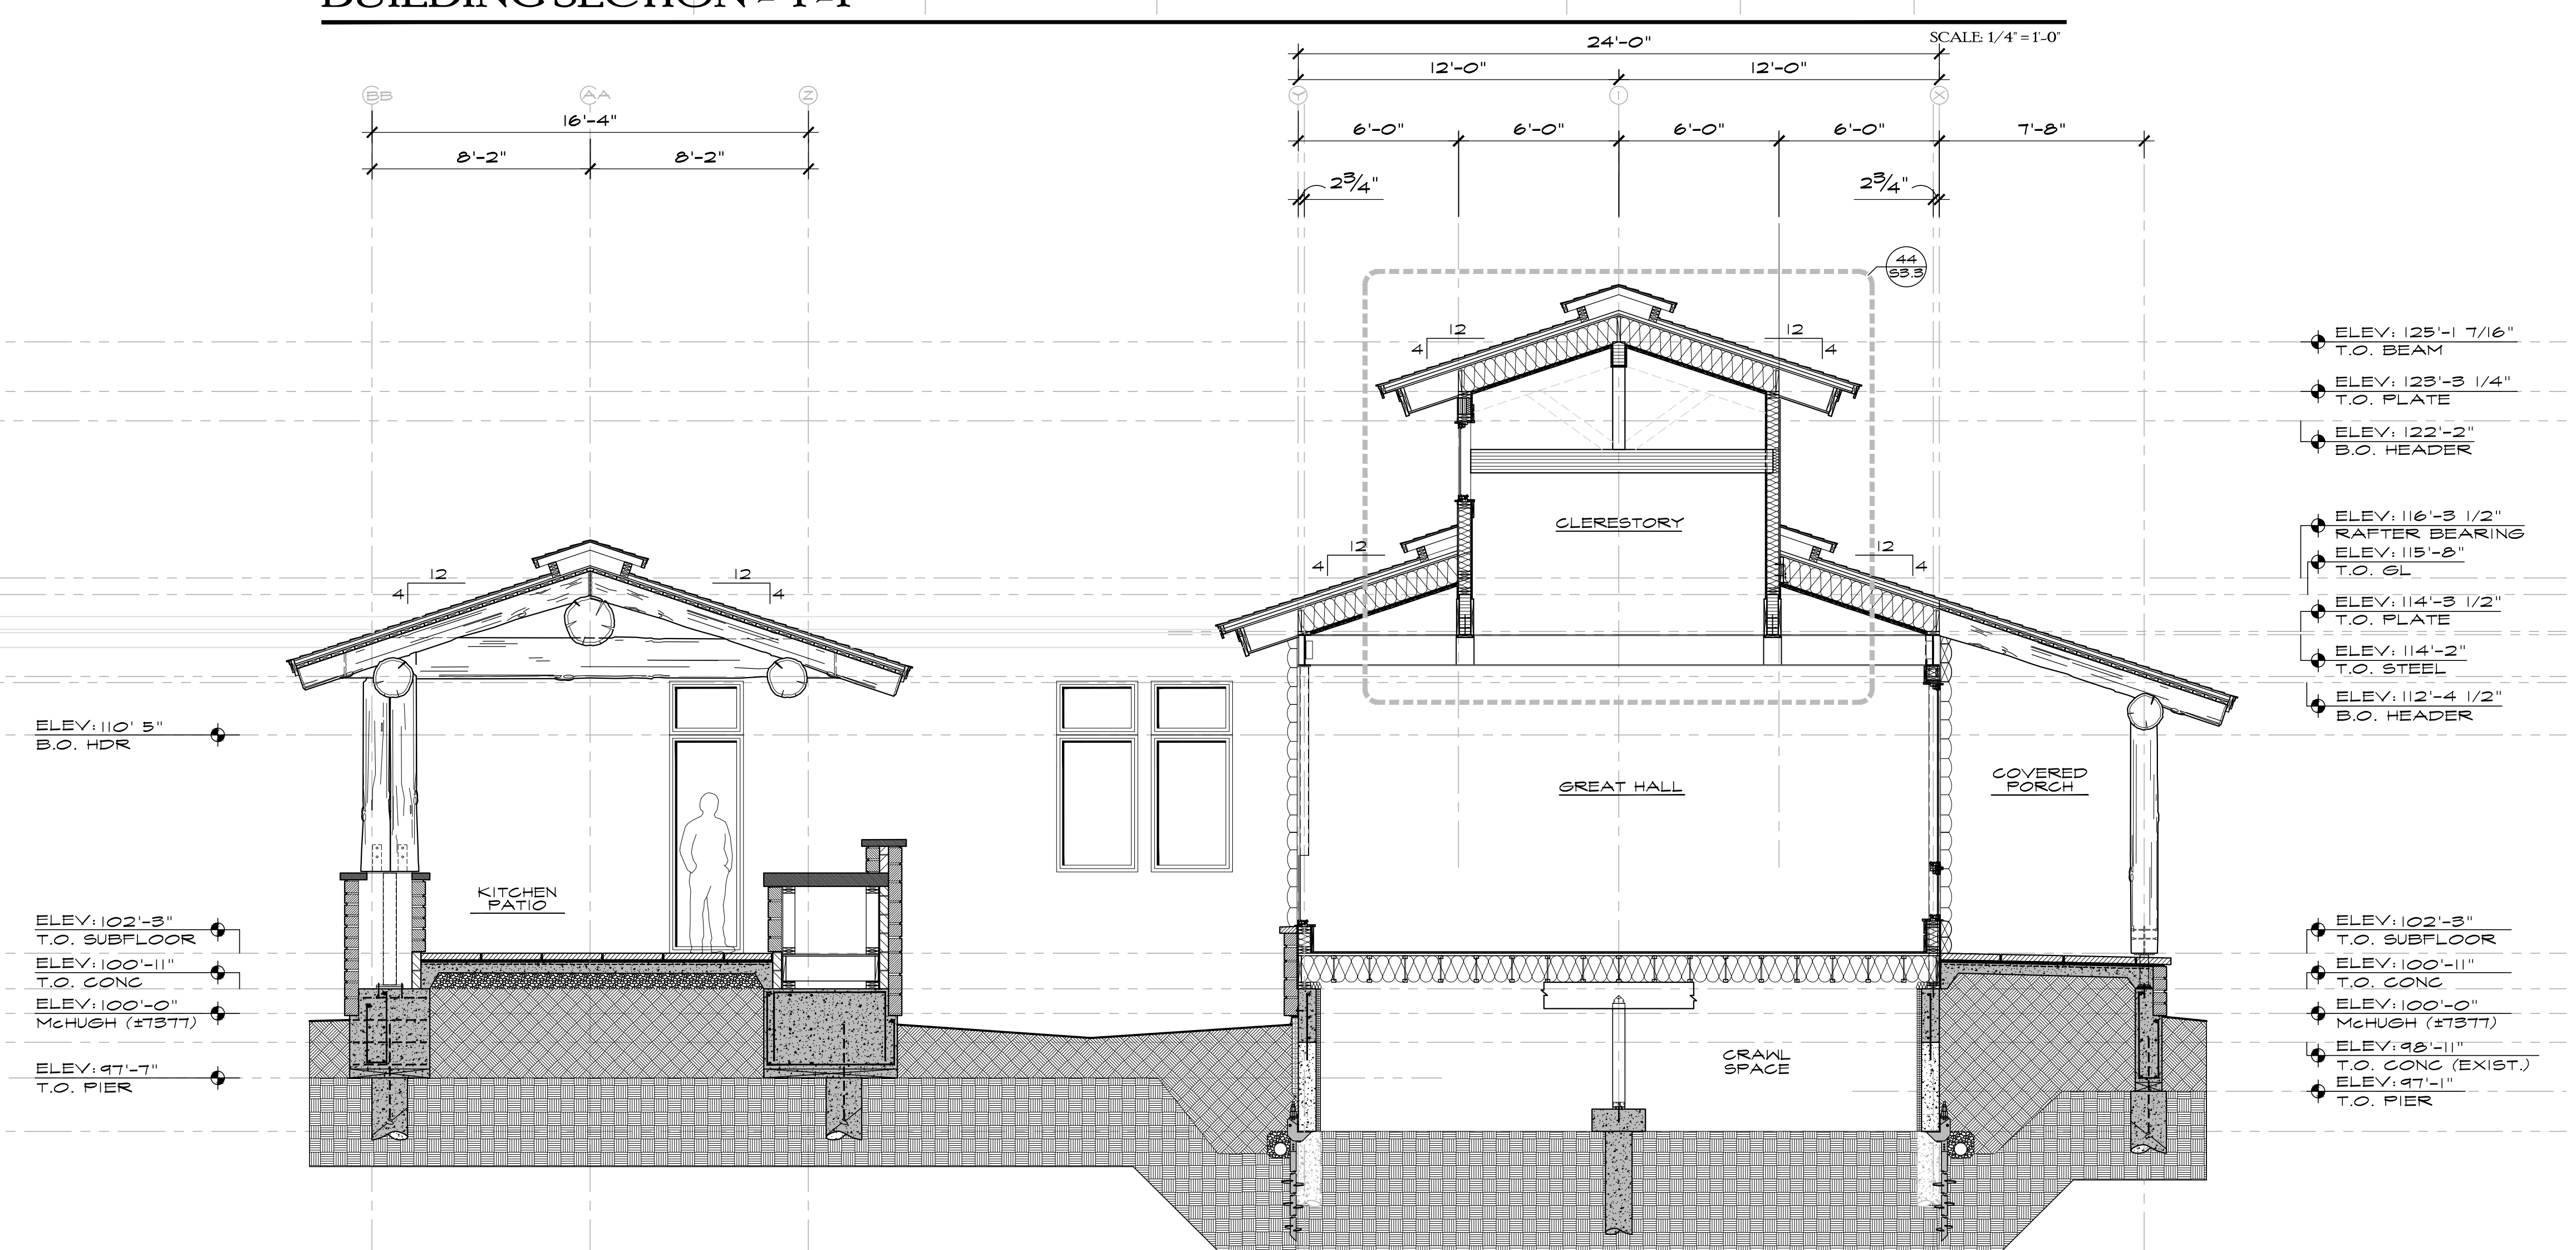 SCALE: 1/4" = 1'-0"
24'-0"
12'-0" 12'-0"
BB AA Z Y 1 X
16'-4"
6'-0" 6'-0" 6'-0" 6'-0" 7'-8"
8'-2" 8'-2"
2 3/4" 2 3/4"
44
S3.3
12 12
4 4
ELEV: 125'-1 7/16"
T.O. BEAM
ELEV: 123'-3 1/4"
T.O. PLATE
ELEV: 122'-2"
B.O. HEADER
CLERESTORY
ELEV: 116'-3 1/2"
RAFTER BEARING
12 12
4 4
ELEV: 115'-8"
T.O. GL
12 12
4 4
ELEV: 114'-3 1/2"
T.O. PLATE
ELEV: 114'-2"
T.O. STEEL
ELEV: 112'-4 1/2"
B.O. HEADER
ELEV: 110' 5"
B.O. HDR
GREAT HALL
COVERED
PORCH
KITCHEN
PATIO
ELEV: 102'-3"
T.O. SUBFLOOR
ELEV: 100'-11"
T.O. CONC
ELEV: 100'-0"
McHUGH (±7377)
ELEV: 97'-7"
T.O. PIER
CRAWL
SPACE
ELEV: 102'-3"
T.O. SUBFLOOR
ELEV: 100'-11"
T.O. CONC
ELEV: 100'-0"
McHUGH (±7377)
ELEV: 98'-11"
T.O. CONC (EXIST.)
ELEV: 97'-1"
T.O. PIER